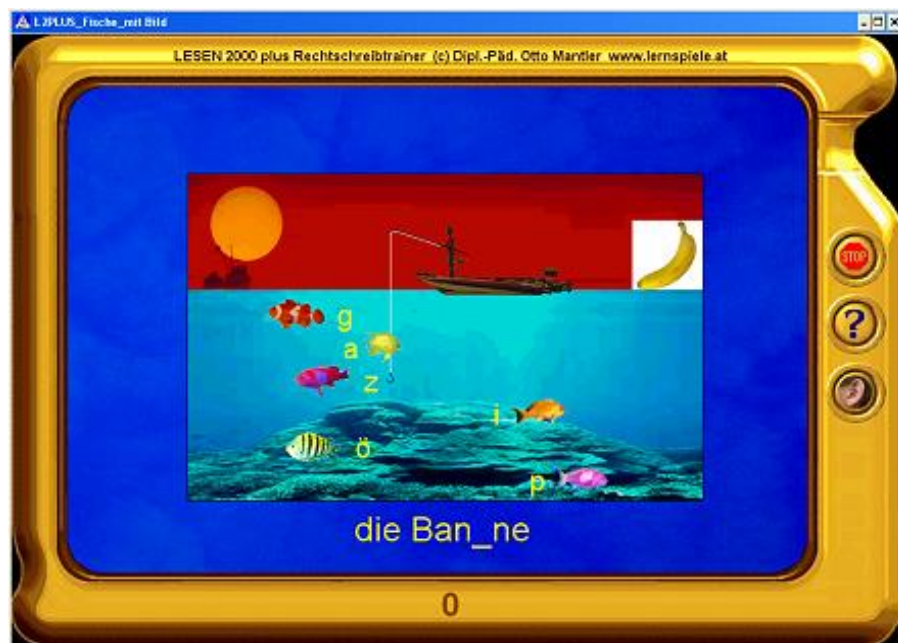 L2PLUS_Fische_mit Bild
LESEN 2000 plus Rechtschreibtrainer (c) Dipl.-Päd. Otto Mantler www.lernspiele.at
STOP
?
g
a
z
i
ö
p
die Ban_ne
0